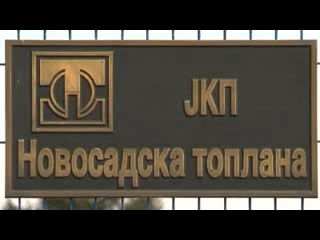 ЈКП
Новосадска топлана